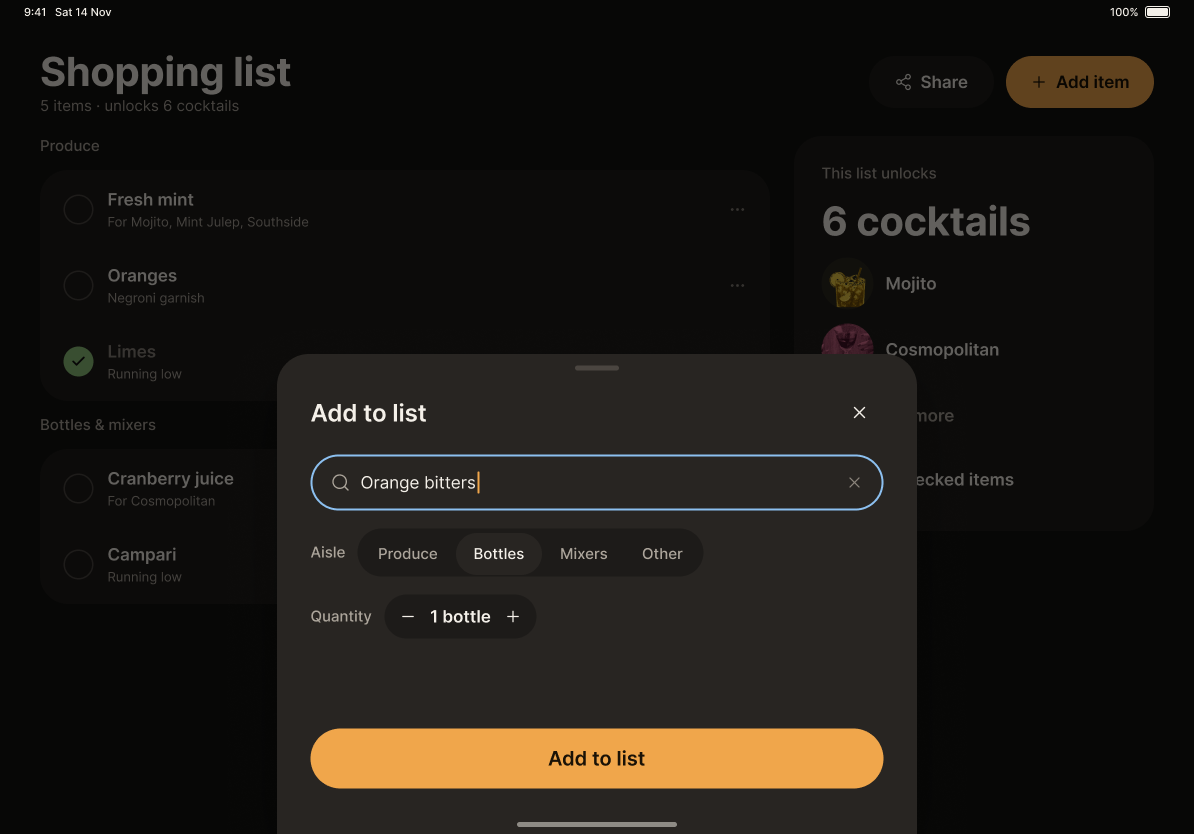 9:41 Sat 14 Nov
100%
Shopping list
5 items · unlocks 6 cocktails
Share
+ Add item
Produce
Fresh mint
For Mojito, Mint Julep, Southside
Oranges
Negroni garnish
Limes
Running low
Bottles & mixers
Cranberry juice
For Cosmopolitan
Campari
Running low
This list unlocks
6 cocktails
Mojito
Cosmopolitan
more
ecked items
Add to list
Orange bitters
Aisle
Produce
Bottles
Mixers
Other
Quantity
− 1 bottle +
Add to list